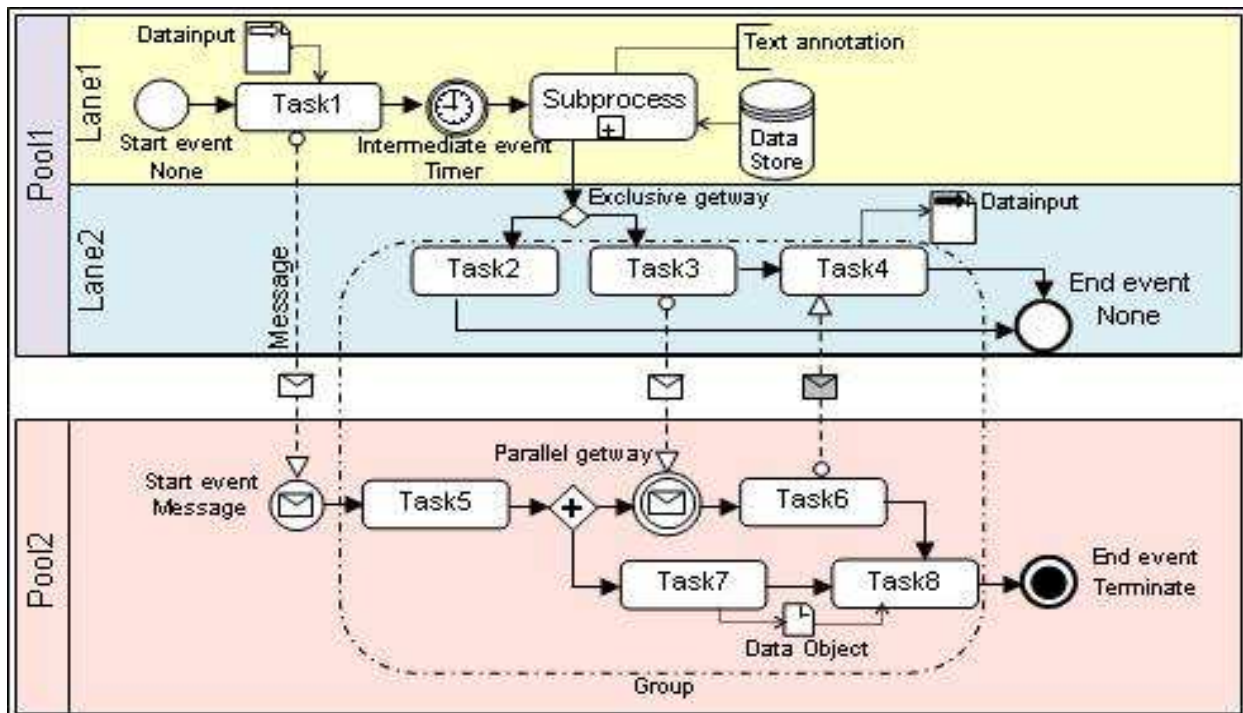 Pool1
Lane1
Datainput
Task1
Start event
None
Intermediate event
Timer
Subprocess
Text annotation
Data
Store
Lane2
Exclusive getway
Datainput
Task2
Task3
Task4
End event
None
Message
Pool2
Start event
Message
Parallel getway
Task5
Task6
Task7
Task8
Data Object
End event
Terminate
Group